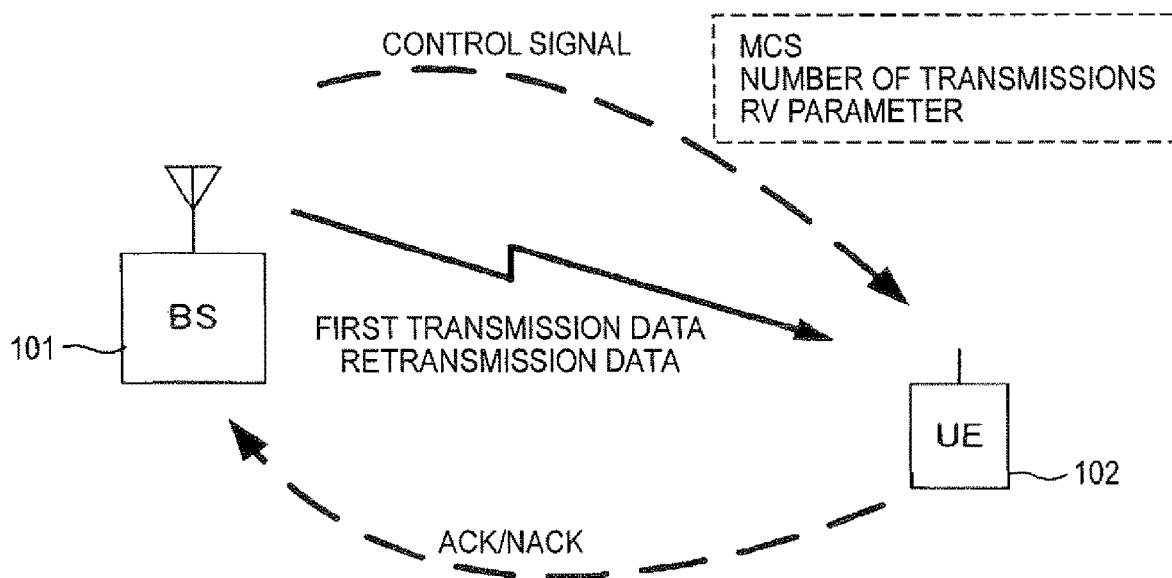 CONTROL SIGNAL
MCS
NUMBER OF TRANSMISSIONS
RV PARAMETER
BS
101
FIRST TRANSMISSION DATA
RETRANSMISSION DATA
UE
102
ACK/NACK